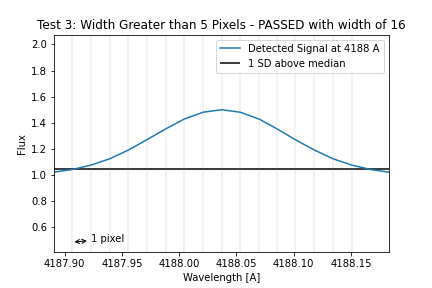 Test 3: Width Greater than 5 Pixels - PASSED with width of 16
Detected Signal at 4188 A
1 SD above median
Flux
2.0
1.8
1.6
1.4
1.2
1.0
0.8
0.6
1 pixel
4187.90 4187.95 4188.00 4188.05 4188.10 4188.15
Wavelength [A]